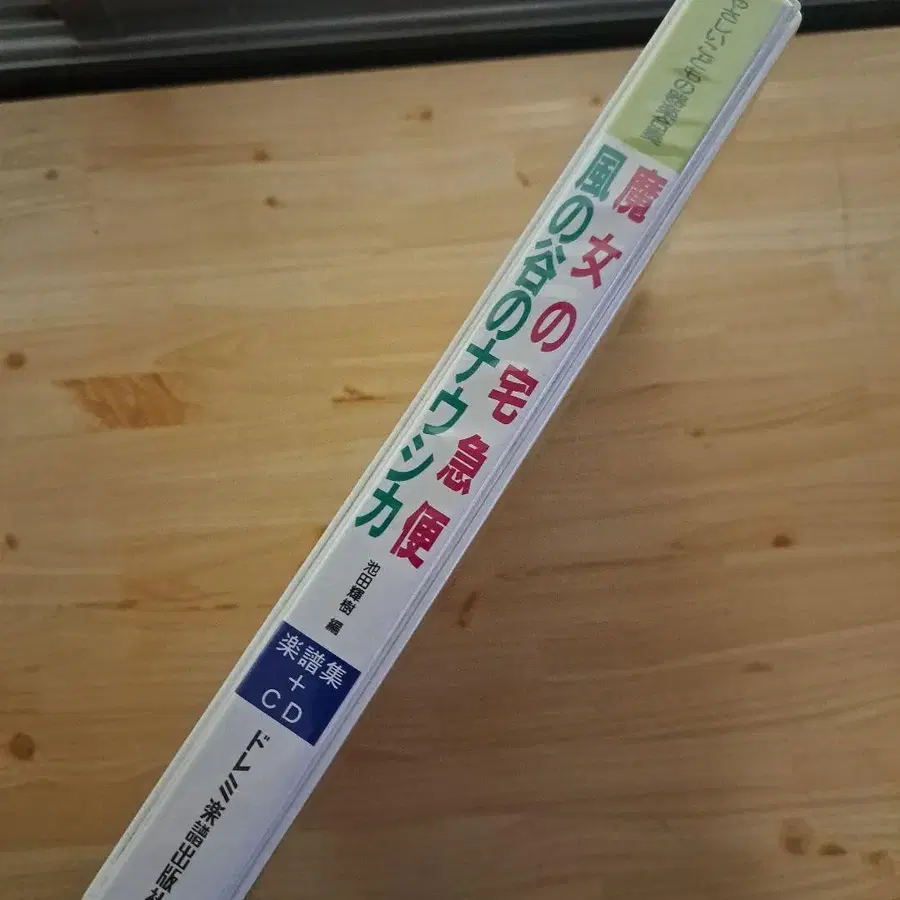 魔女の宅急便
風の谷のナウシカ
池田輝樹 編
楽譜集
+
CD
ドレミ楽譜出版社